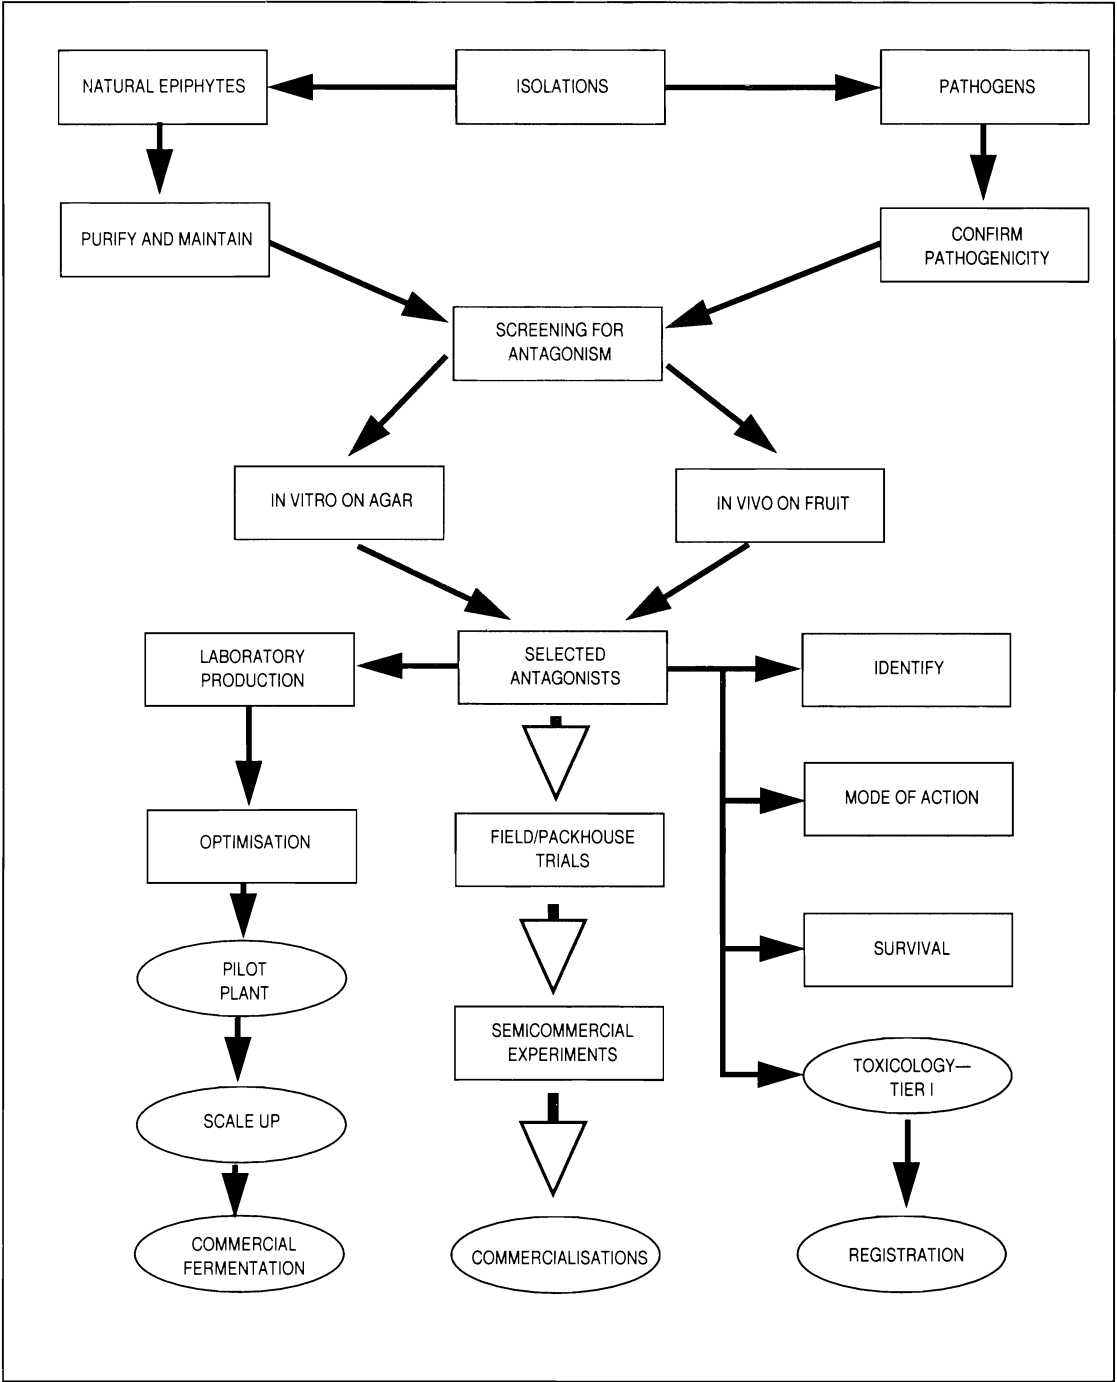 NATURAL EPIPHYTES
ISOLATIONS
PATHOGENS
PURIFY AND MAINTAIN
CONFIRM
PATHOGENICITY
SCREENING FOR
ANTAGONISM
IN VITRO ON AGAR
IN VIVO ON FRUIT
LABORATORY
PRODUCTION
SELECTED
ANTAGONISTS
IDENTIFY
MODE OF ACTION
OPTIMISATION
FIELD/PACKHOUSE
TRIALS
SURVIVAL
PILOT
PLANT
SEMICOMMERCIAL
EXPERIMENTS
TOXICOLOGY—
TIER I
SCALE UP
COMMERCIAL
FERMENTATION
COMMERCIALISATIONS
REGISTRATION